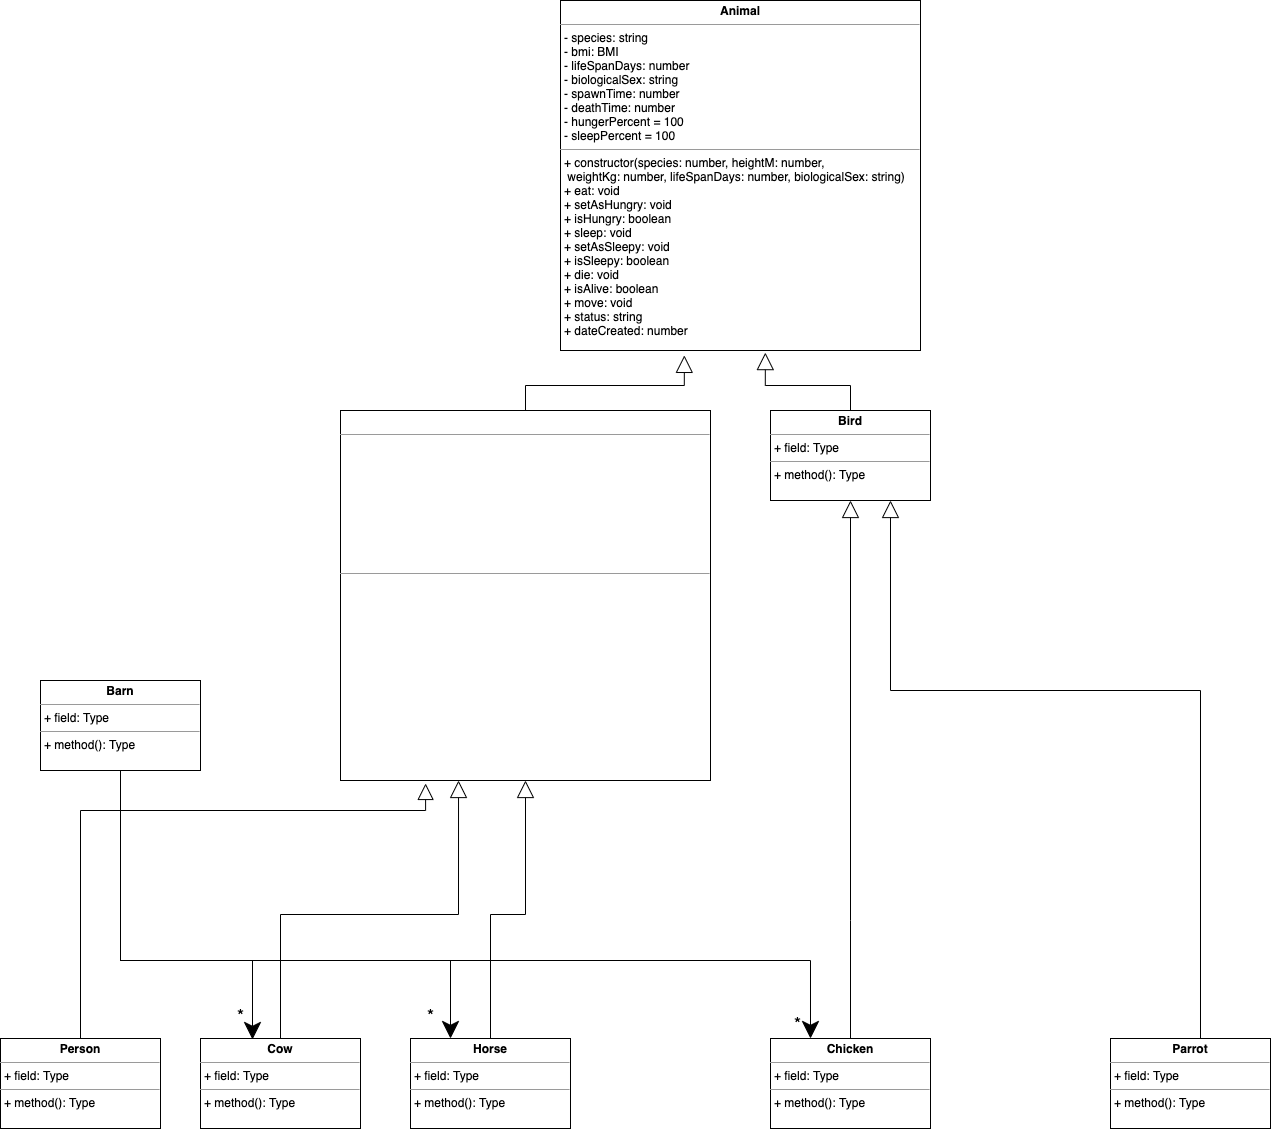 Animal
- species: string
- bmi: BMI
- lifeSpanDays: number
- biologicalSex: string
- spawnTime: number
- deathTime: number
- hungerPercent = 100
- sleepPercent = 100
+ constructor(species: number, heightM: number,
weightKg: number, lifeSpanDays: number, biologicalSex: string)
+ eat: void
+ setAsHungry: void
+ isHungry: boolean
+ sleep: void
+ setAsSleepy: void
+ isSleepy: boolean
+ die: void
+ isAlive: boolean
+ move: void
+ status: string
+ dateCreated: number
Bird
+ field: Type
+ method(): Type
Barn
+ field: Type
+ method(): Type
*
*
*
Person
+ field: Type
+ method(): Type
Cow
+ field: Type
+ method(): Type
Horse
+ field: Type
+ method(): Type
Chicken
+ field: Type
+ method(): Type
Parrot
+ field: Type
+ method(): Type